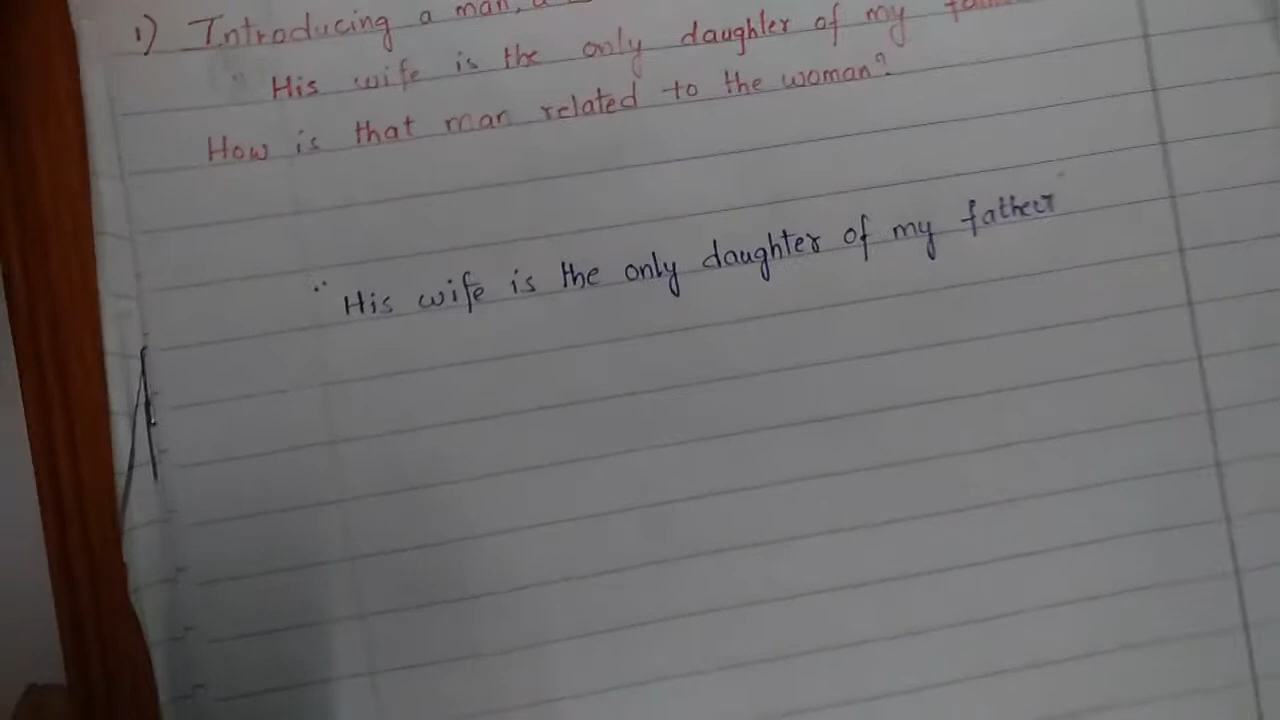 1) Introducing a man, a
" His wife is the only daughter of my
How is that man related to the woman?
" His wife is the only daughter of my father